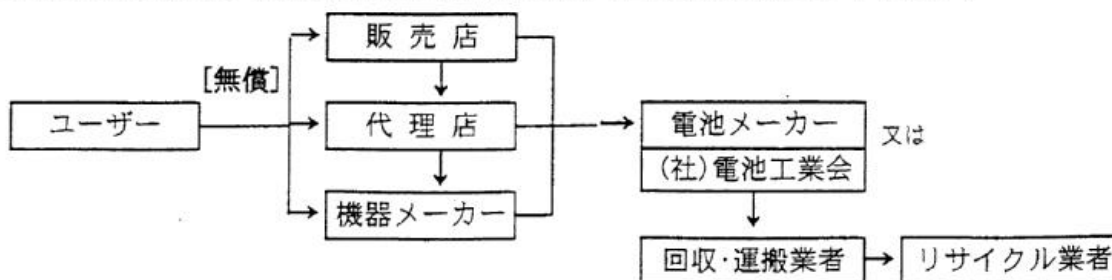 販売店
[無償]
ユーザー
代理店
電池メーカー
又は
(社)電池工業会
機器メーカー
回収・運搬業者
リサイクル業者